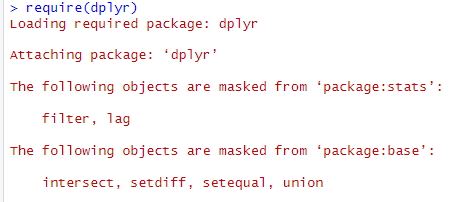 > require(dplyr)
Loading required package: dplyr
Attaching package: ‘dplyr’
The following objects are masked from ‘package:stats’:
filter, lag
The following objects are masked from ‘package:base’:
intersect, setdiff, setequal, union